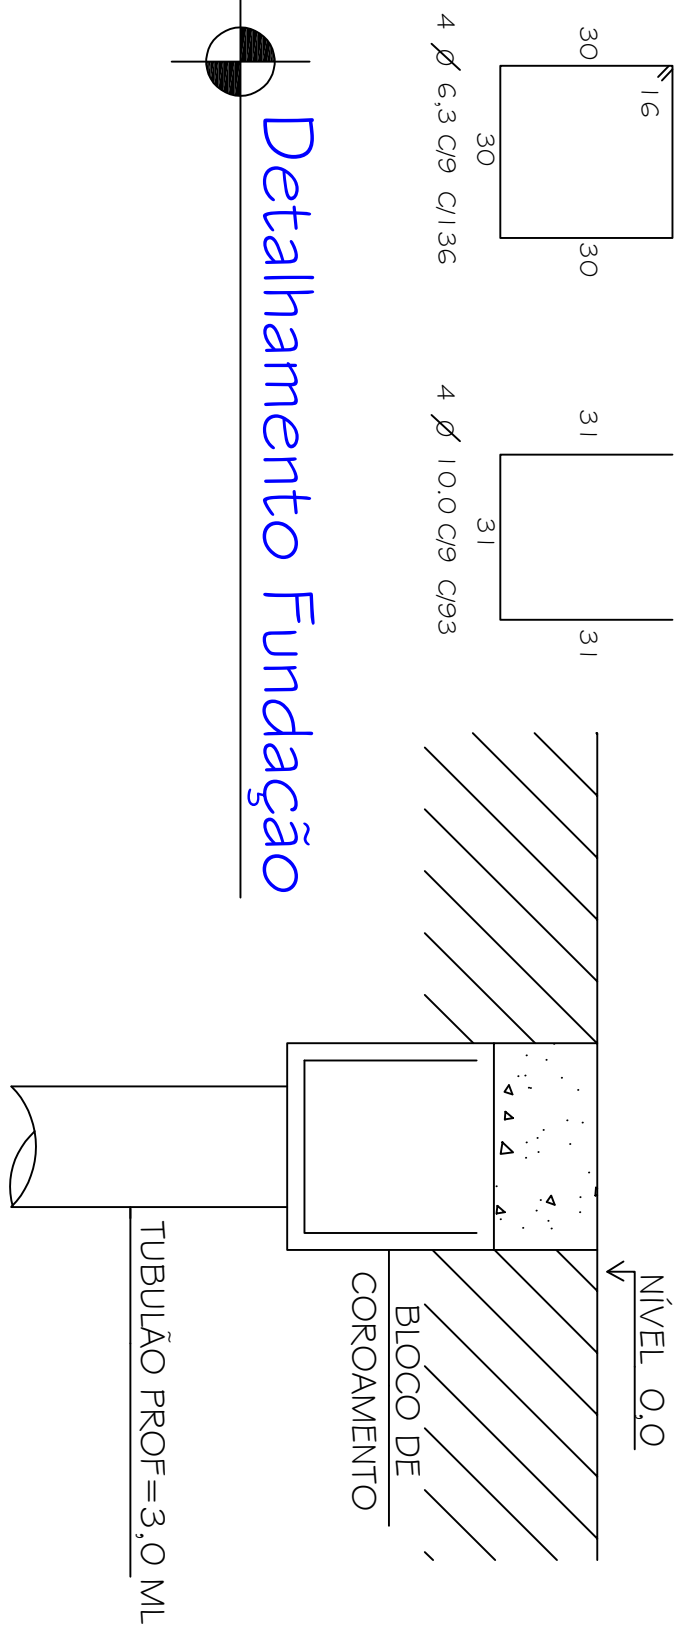 NÍVEL 0,0
BLOCO DE
COROAMENTO
TUBULÃO PROF=3,0 ML
16
30
30
30
4 Ø 6,3 C/9 C/136
31
31
31
4 Ø 10.0 C/9 C/93
Detalhamento Fundação